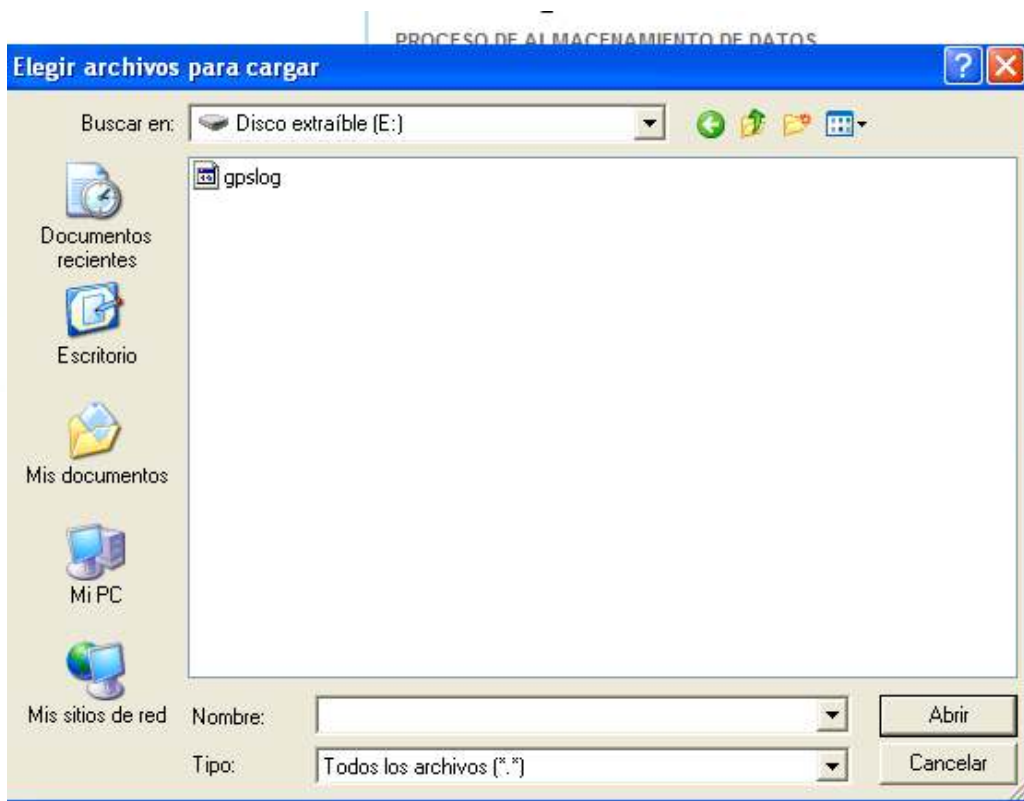 PROCESO DE ALMACENAMIENTO DE DATOS
Elegir archivos para cargar
Buscar en:
Disco extraíble (E:)
gpslog
Documentos
recientes
Escritorio
Mis documentos
Mi PC
Mis sitios de red
Nombre:
Abrir
Tipo:
Todos los archivos (*.*)
Cancelar